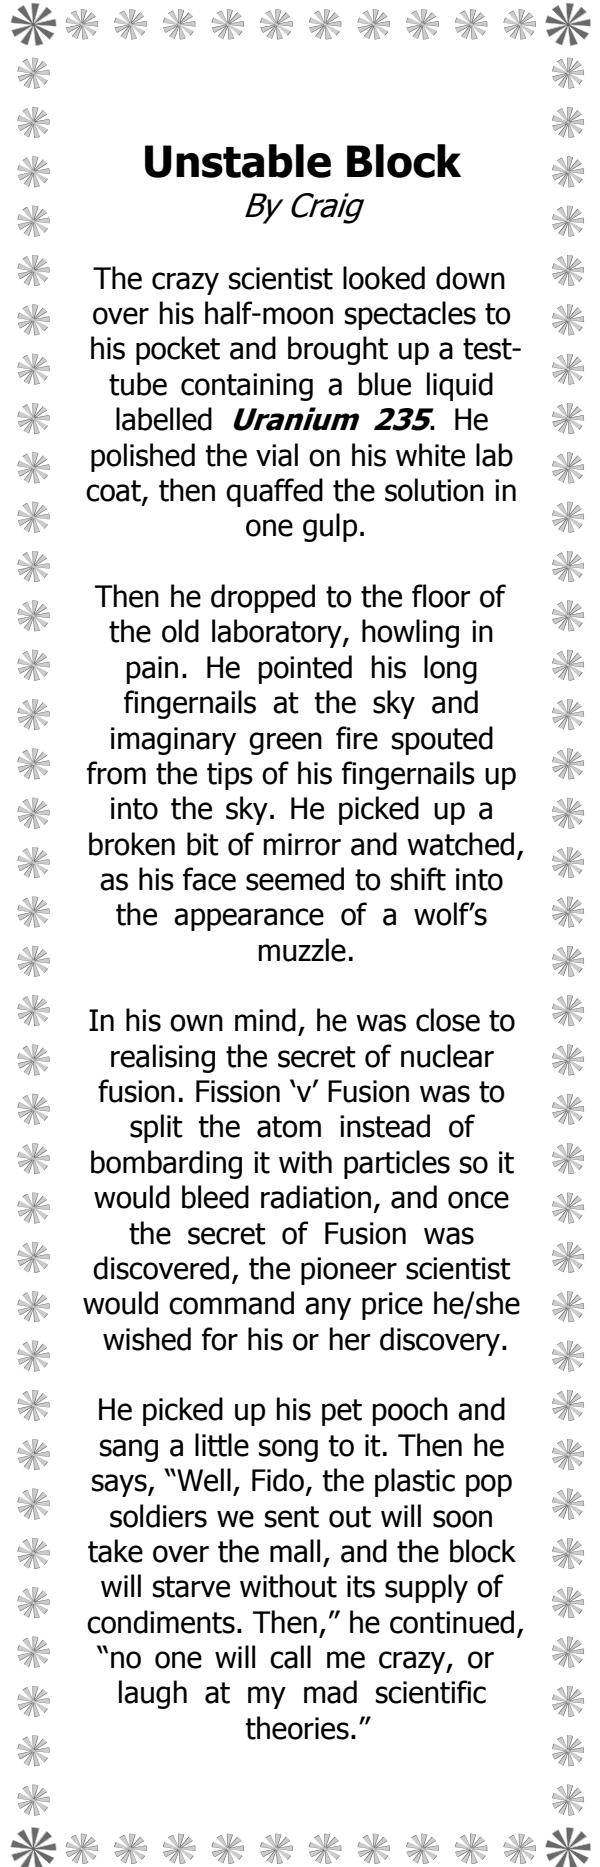 Unstable Block
By Craig
The crazy scientist looked down
over his half-moon spectacles to
his pocket and brought up a test-
tube containing a blue liquid
labelled Uranium 235. He
polished the vial on his white lab
coat, then quaffed the solution in
one gulp.
Then he dropped to the floor of
the old laboratory, howling in
pain. He pointed his long
fingernails at the sky and
imaginary green fire spouted
from the tips of his fingernails up
into the sky. He picked up a
broken bit of mirror and watched,
as his face seemed to shift into
the appearance of a wolf’s
muzzle.
In his own mind, he was close to
realising the secret of nuclear
fusion. Fission ‘v’ Fusion was to
split the atom instead of
bombarding it with particles so it
would bleed radiation, and once
the secret of Fusion was
discovered, the pioneer scientist
would command any price he/she
wished for his or her discovery.
He picked up his pet pooch and
sang a little song to it. Then he
says, “Well, Fido, the plastic pop
soldiers we sent out will soon
take over the mall, and the block
will starve without its supply of
condiments. Then,” he continued,
“no one will call me crazy, or
laugh at my mad scientific
theories.”